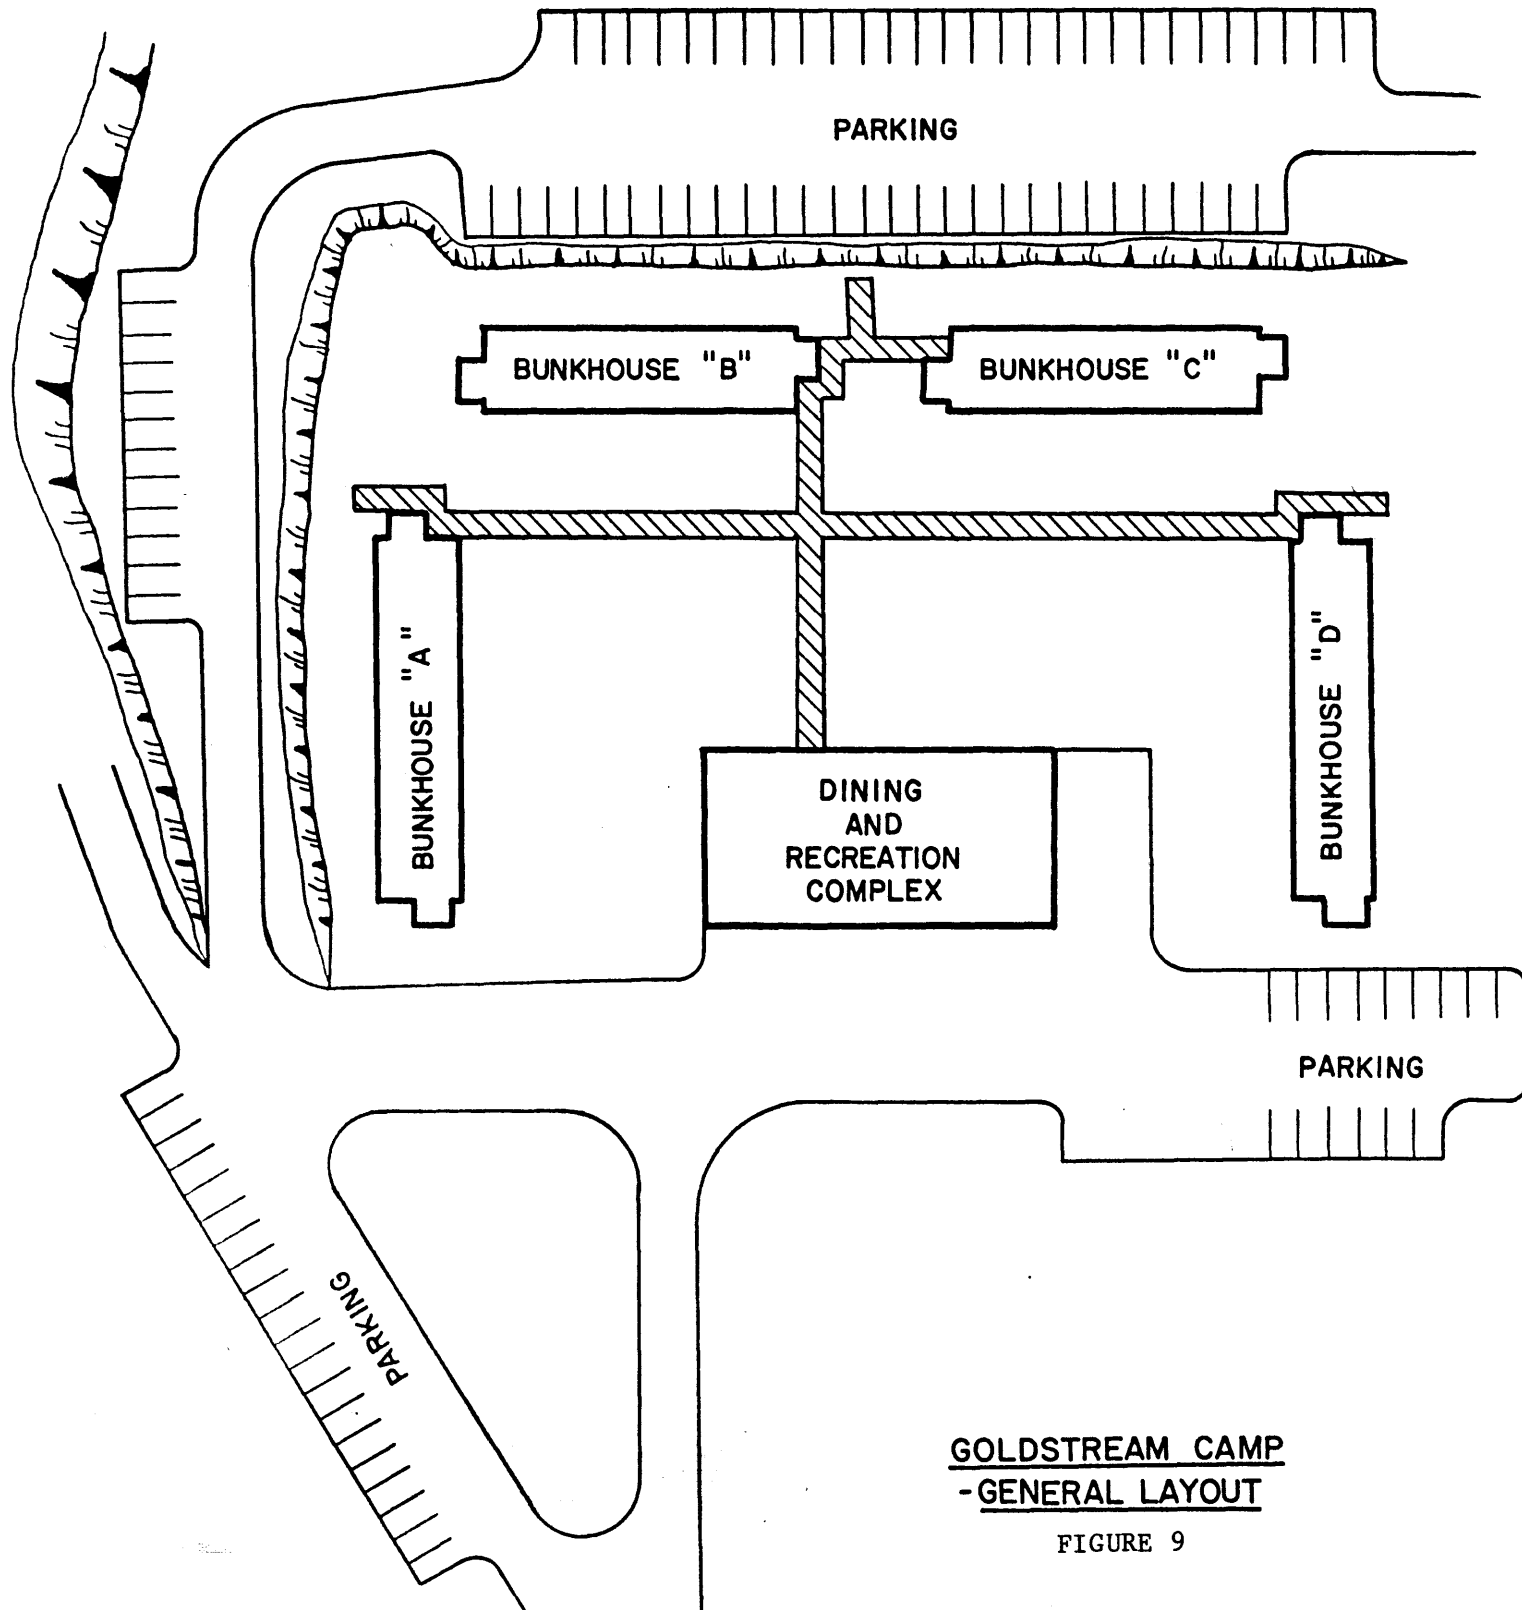 PARKING
BUNKHOUSE "B"
BUNKHOUSE "C"
BUNKHOUSE "A"
BUNKHOUSE "D"
DINING
AND
RECREATION
COMPLEX
PARKING
PARKING
GOLDSTREAM CAMP
-GENERAL LAYOUT
FIGURE 9